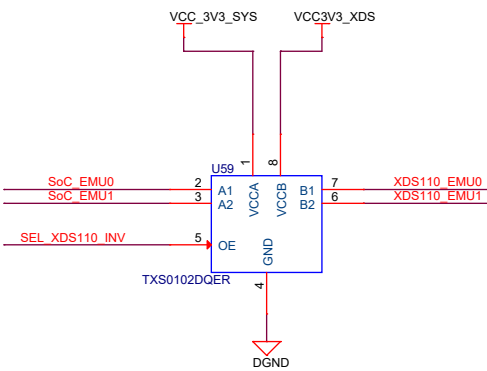 VCC_3V3_SYS
VCC3V3_XDS
1
8
U59
SoC_EMU0
2
A1
VCCA
VCCB
B1
7
XDS110_EMU0
SoC_EMU1
3
A2
B2
6
XDS110_EMU1
SEL_XDS110_INV
5
OE
GND
TXS0102DQER
4
DGND